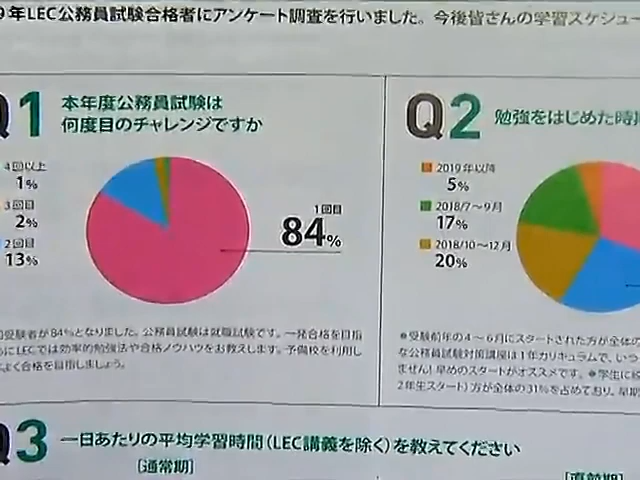 9年LEC公務員試験合格者にアンケート調査を行いました。今後皆さんの学習スケジュー
Q1 本年度公務員試験は
何度目のチャレンジですか
4回以上
1%
3回目
2%
2回目
13%
1回目
84%
受験者が84%となりました。公務員試験は就職試験です。一発合格を目指
にLECでは効率的勉強法や合格ノウハウをお教えします。予備校を利用し
よく合格を目指しましょう。
Q2 勉強をはじめた時期
2019年以降
5%
2018/7～9月
17%
2018/10～12月
20%
※受験前年の4～6月にスタートされた方が全体の
な公務員試験対策講座は1年カリキュラムで、いつ
ません!早めのスタートがオススメです。※学生に
2年生スタート)方が全体の31%を占めており、早期
Q3 一日あたりの平均学習時間(LEC講義を除く)を教えてください
[通常期]
[直前期]